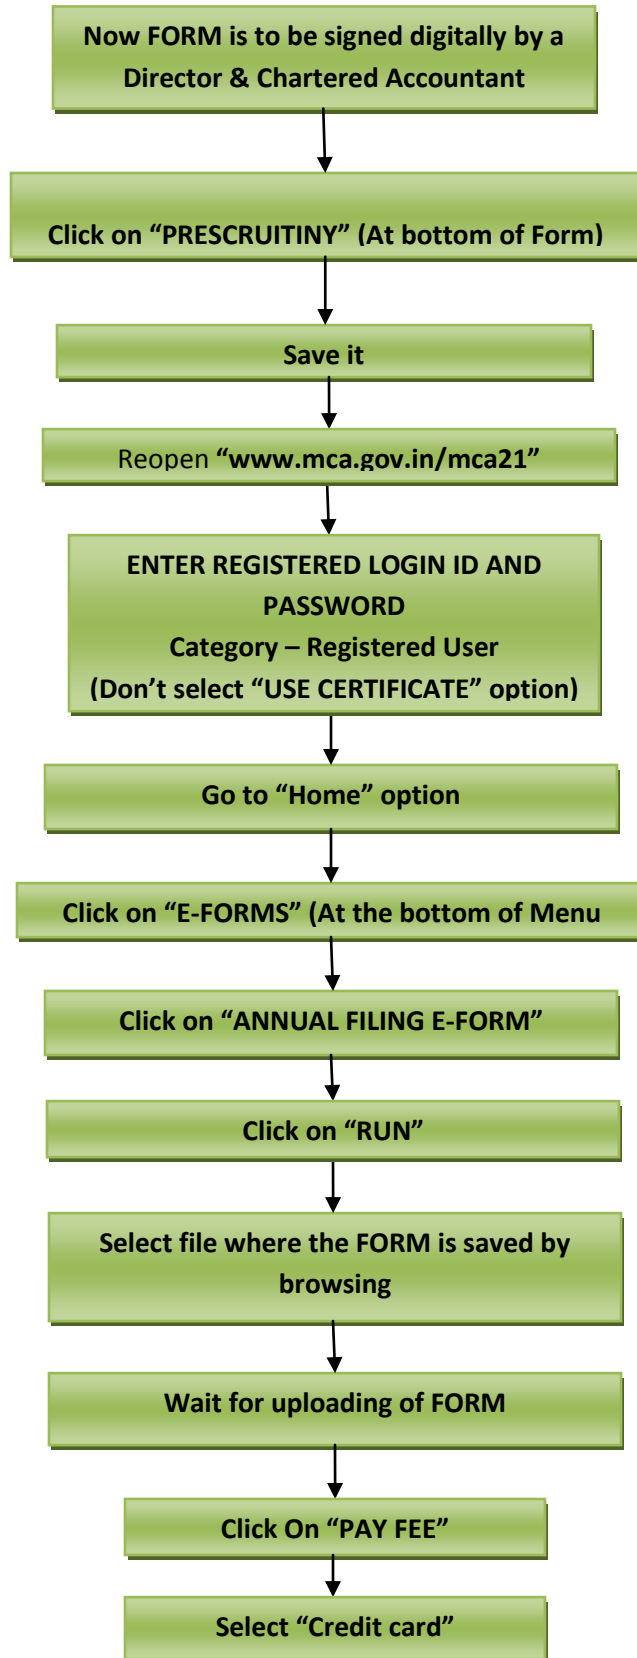 Now FORM is to be signed digitally by a
Director & Chartered Accountant
Click on “PRESCRUITINY” (At bottom of Form)
Save it
Reopen “www.mca.gov.in/mca21”
ENTER REGISTERED LOGIN ID AND
PASSWORD
Category – Registered User
(Don’t select “USE CERTIFICATE” option)
Go to “Home” option
Click on “E-FORMS” (At the bottom of Menu
Click on “ANNUAL FILING E-FORM”
Click on “RUN”
Select file where the FORM is saved by
browsing
Wait for uploading of FORM
Click On “PAY FEE”
Select “Credit card”